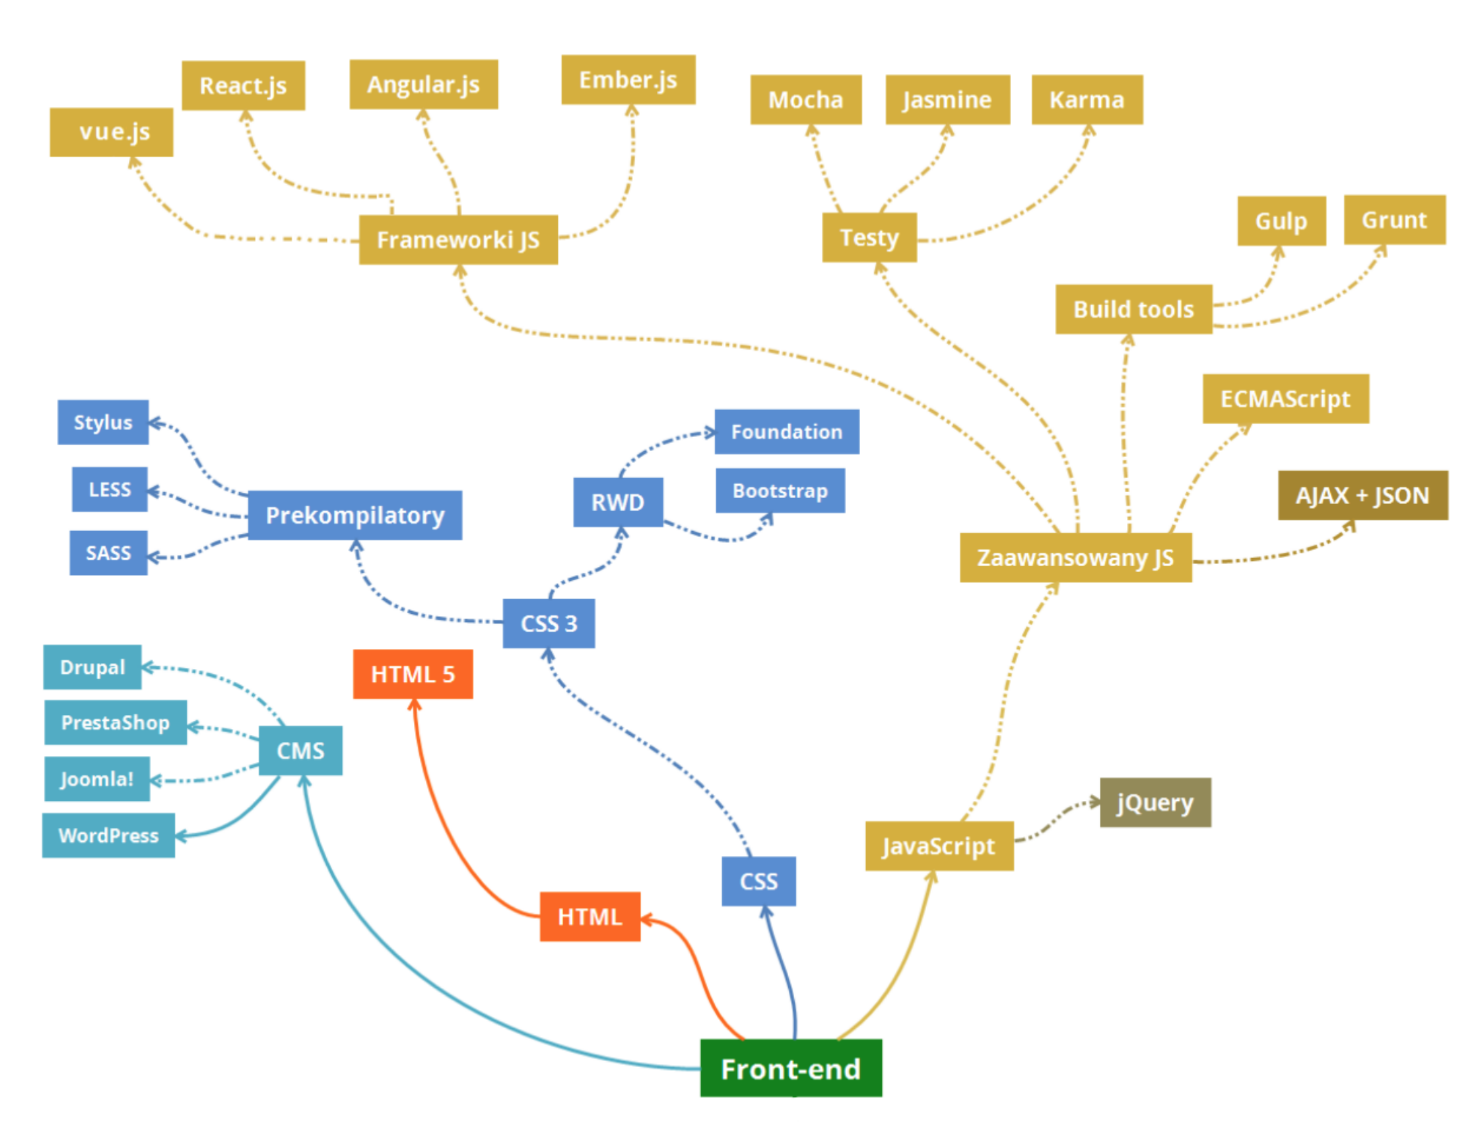 Ember.js
React.js
Angular.js
vue.js
Mocha
Jasmine
Karma
Frameworki JS
Testy
Gulp
Grunt
Build tools
ECMAScript
AJAX + JSON
Zaawansowany JS
Stylus
LESS
SASS
Prekompilatory
Foundation
Bootstrap
RWD
CSS 3
HTML 5
Drupal
PrestaShop
Joomla!
WordPress
CMS
jQuery
JavaScript
CSS
HTML
Front-end